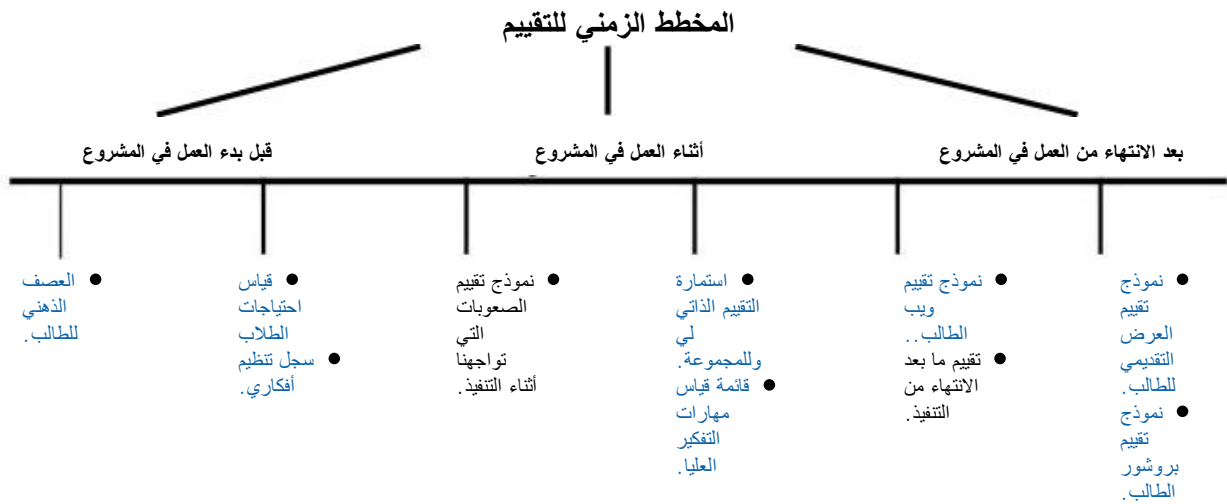 المخطط الزمني للتقييم
قبل بدء العمل في المشروع
أثناء العمل في المشروع
بعد الانتهاء من العمل في المشروع
● العصف
الذهني
للطالب.
● قياس
احتياجات
الطلاب
● سجل تنظيم
أفكاري.
● نموذج تقييم
الصعوبات
التي
تواجهنا
أثناء التنفيذ.
● استمارة
التقييم الذاتي
لي
وللمجموعة.
● قائمة قياس
مهارات
التفكير
العليا.
● نموذج تقييم
ويب
الطالب..
● تقييم ما بعد
الانتهاء من
التنفيذ.
● نموذج
تقييم
العرض
التقديمي
للطالب.
● نموذج
تقييم
بروشور
الطالب.